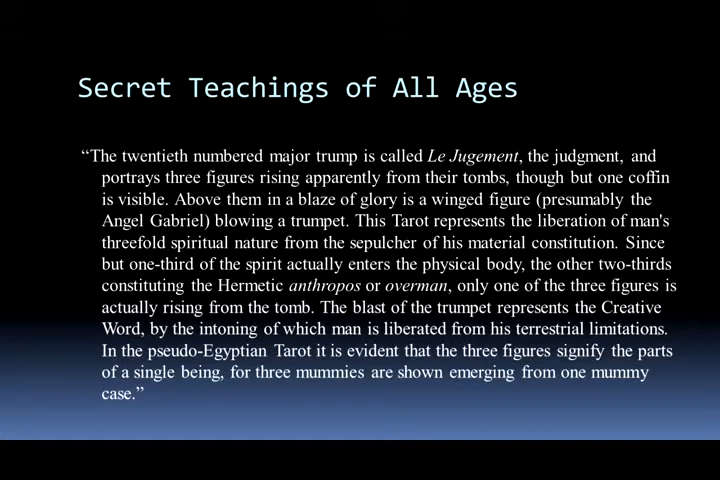 Secret Teachings of All Ages
“The twentieth numbered major trump is called Le Jugement, the judgment, and
portrays three figures rising apparently from their tombs, though but one coffin
is visible. Above them in a blaze of glory is a winged figure (presumably the
Angel Gabriel) blowing a trumpet. This Tarot represents the liberation of man's
threefold spiritual nature from the sepulcher of his material constitution. Since
but one-third of the spirit actually enters the physical body, the other two-thirds
constituting the Hermetic anthropos or overman, only one of the three figures is
actually rising from the tomb. The blast of the trumpet represents the Creative
Word, by the intoning of which man is liberated from his terrestrial limitations.
In the pseudo-Egyptian Tarot it is evident that the three figures signify the parts
of a single being, for three mummies are shown emerging from one mummy
case.”